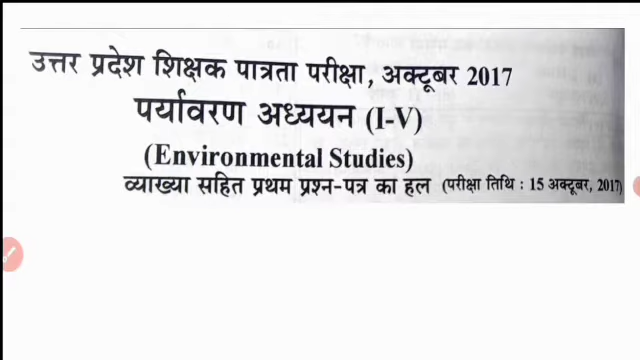 उत्तर प्रदेश शिक्षक पात्रता परीक्षा, अक्टूबर 2017
पर्यावरण अध्ययन (I-V)
(Environmental Studies)
व्याख्या सहित प्रथम प्रश्न-पत्र का हल (परीक्षा तिथि : 15 अक्टूबर, 2017)